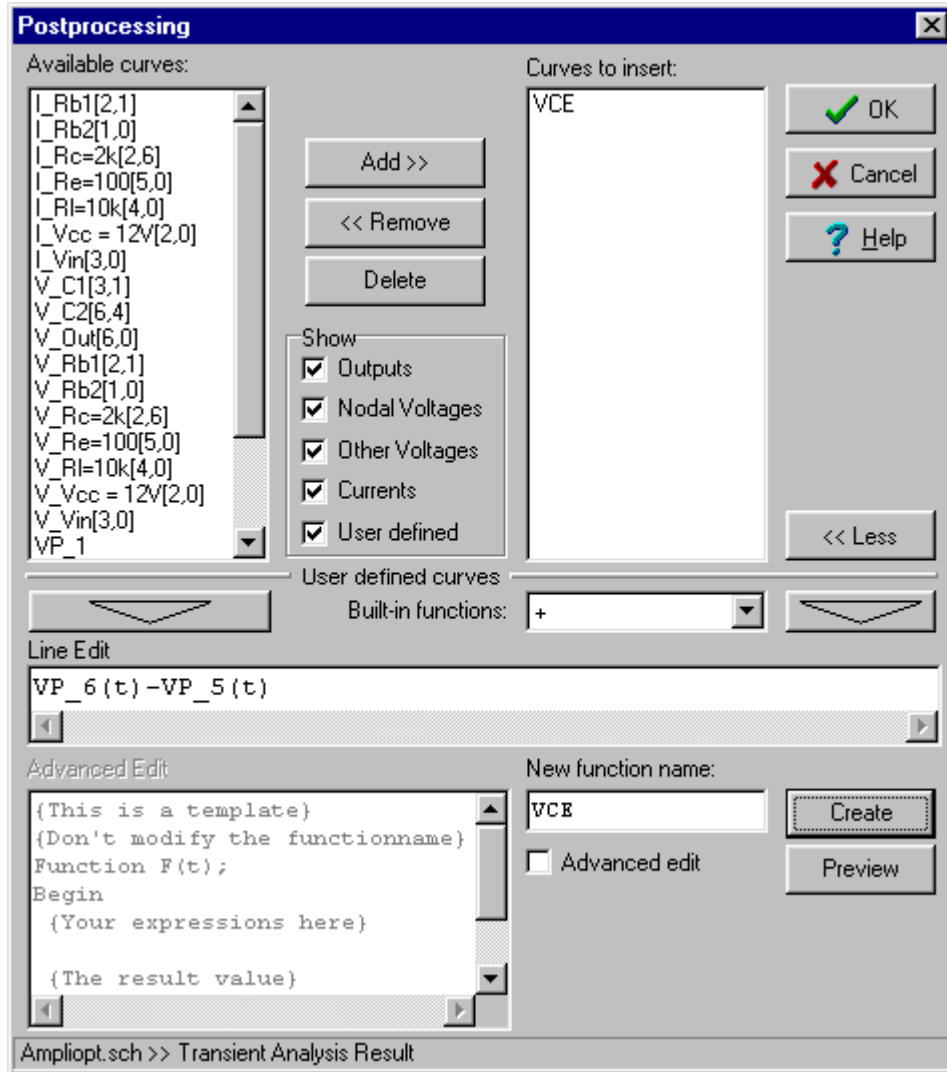 Postprocessing
Available curves:
Curves to insert:
I_Rb1[2,1]
I_Rb2[1,0]
I_Rc=2k[2,6]
I_Re=100[5,0]
I_Rl=10k[4,0]
I_Vcc = 12V[2,0]
I_Vin[3,0]
V_C1[3,1]
V_C2[6,4]
V_Out[6,0]
V_Rb1[2,1]
V_Rb2[1,0]
V_Rc=2k[2,6]
V_Re=100[5,0]
V_Rl=10k[4,0]
V_Vcc = 12V[2,0]
V_Vin[3,0]
VP_1
Add >>
<< Remove
Delete
Show
Outputs
Nodal Voltages
Other Voltages
Currents
User defined
VCE
OK
Cancel
Help
<< Less
User defined curves
Built-in functions:
+
Line Edit
VP_6(t)-VP_5(t)
Advanced Edit
{This is a template}
{Don't modify the functionname}
Function F(t);
Begin
{Your expressions here}
{The result value}
New function name:
VCE
Create
Advanced edit
Preview
Ampliopt.sch >> Transient Analysis Result